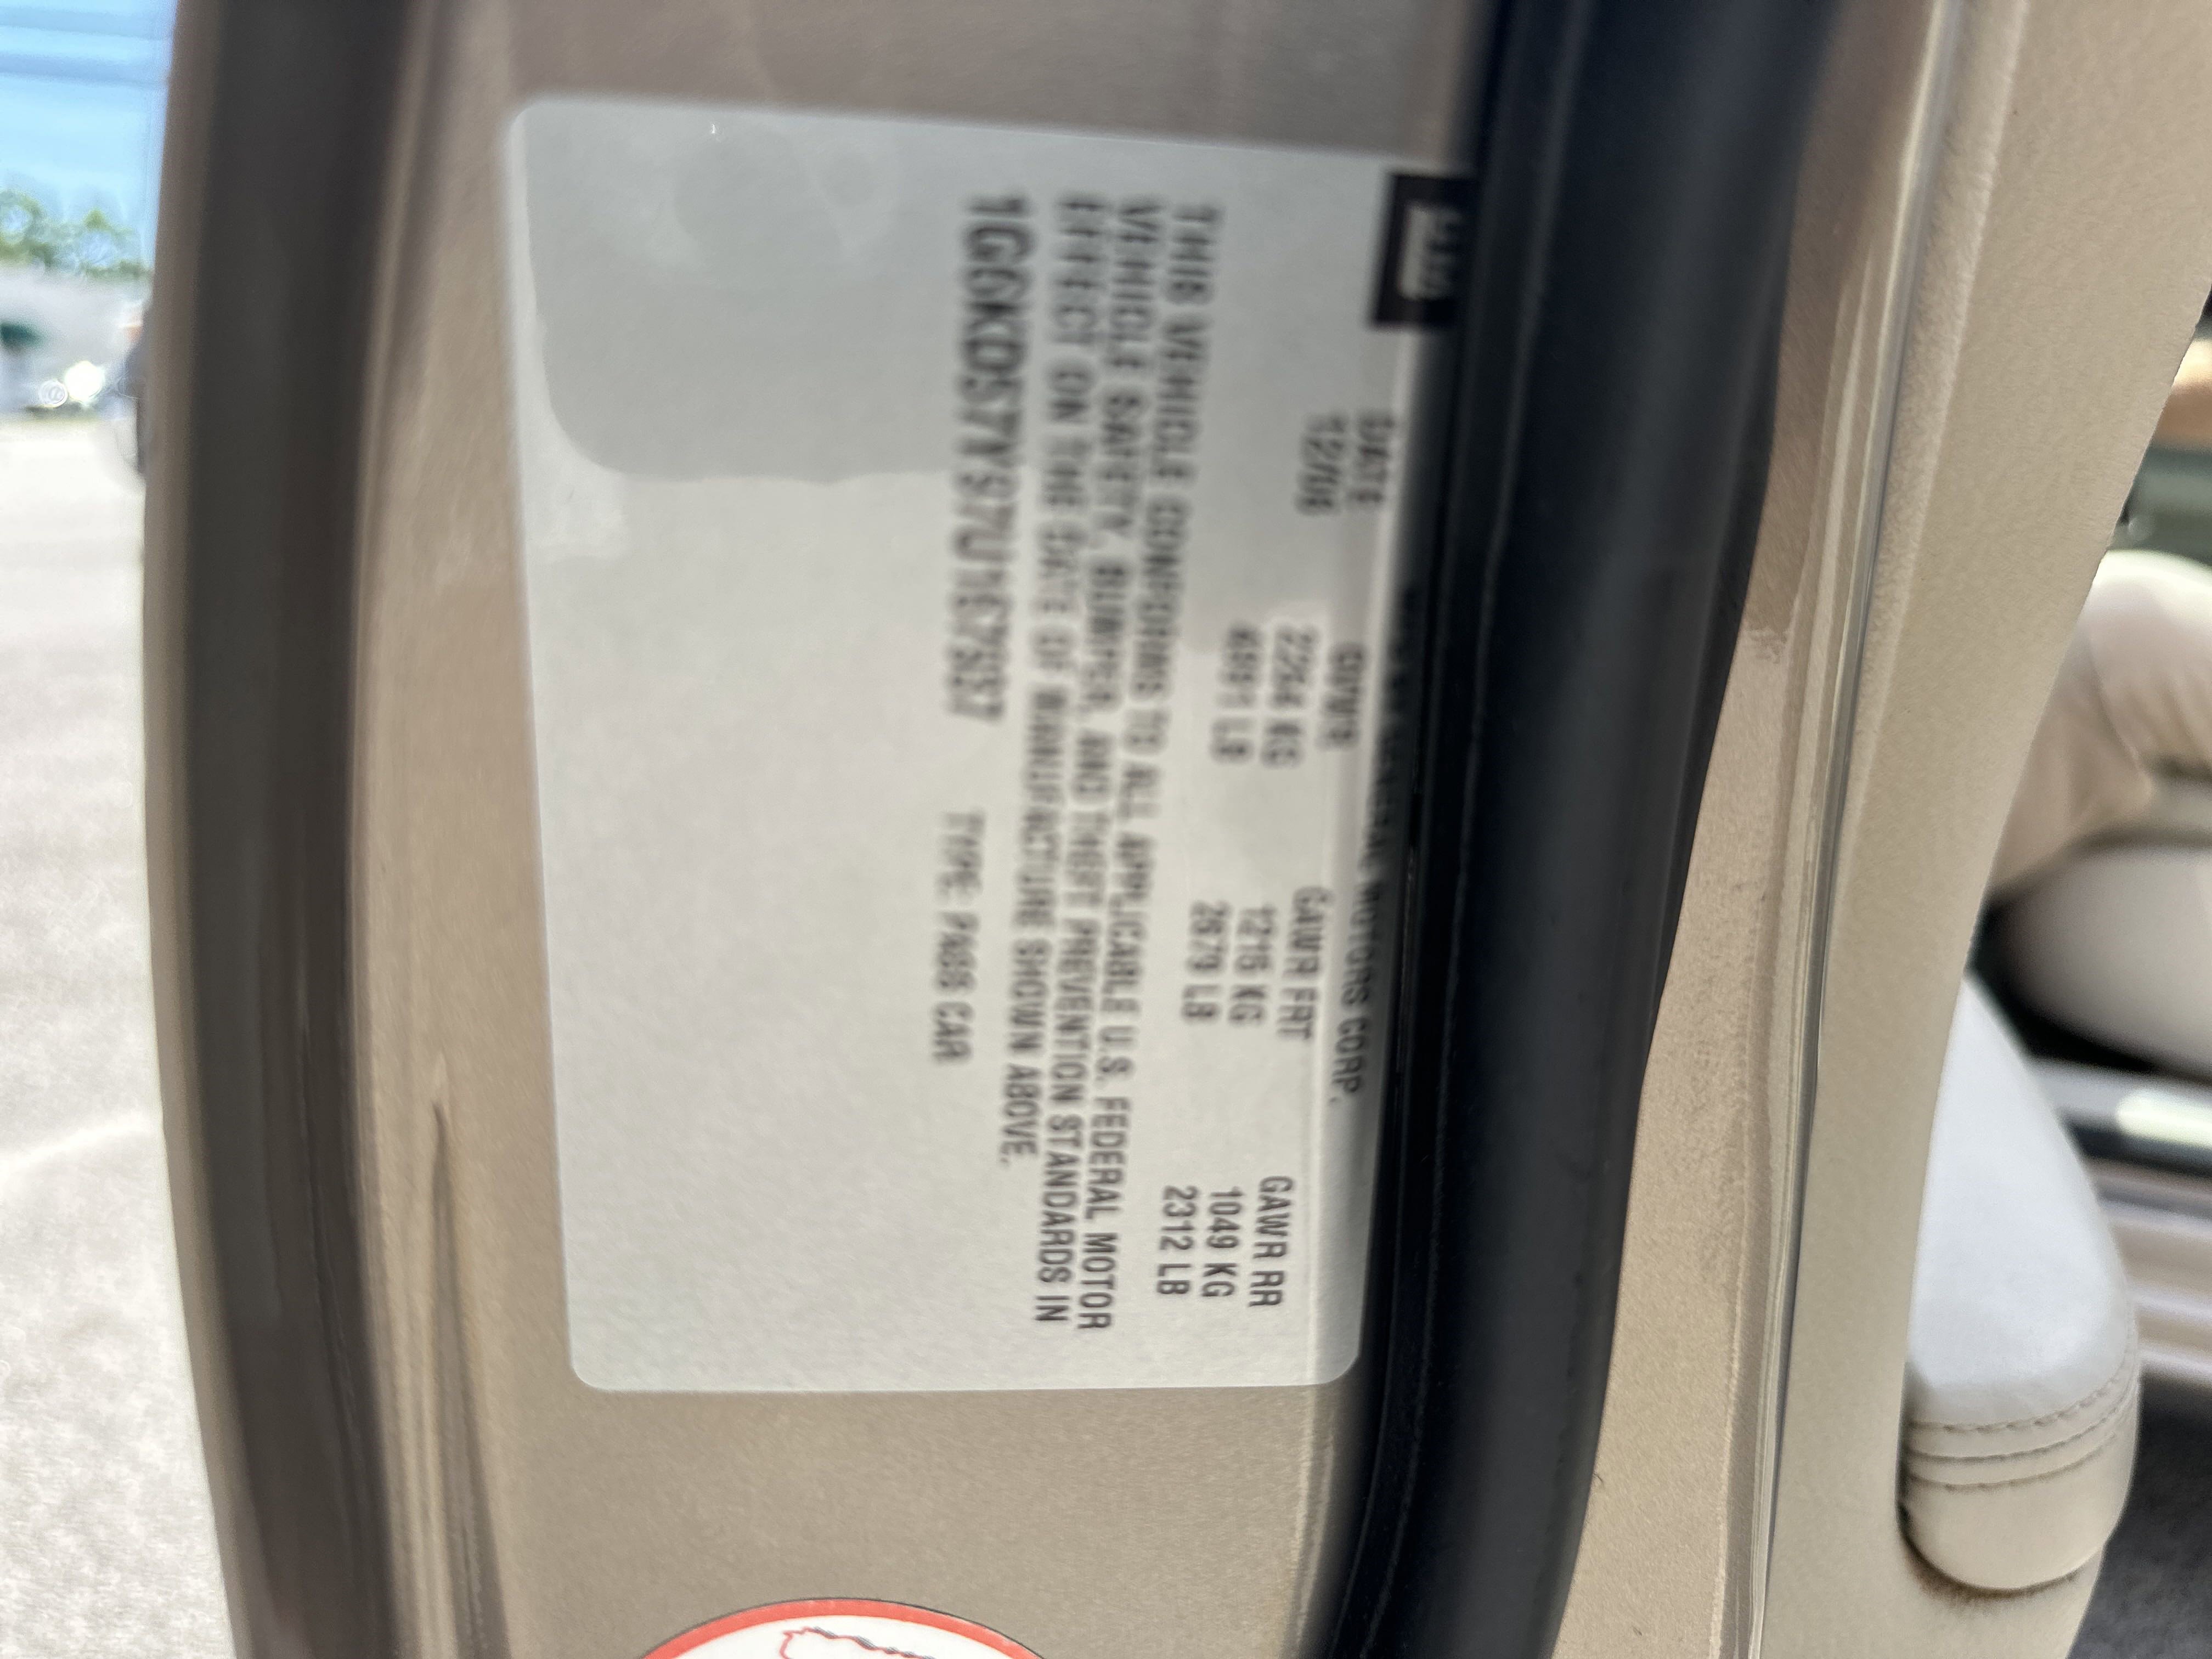 GENERAL MOTORS CORP.
DATE GVWR GAWR FRT GAWR RR
12/06 2264 KG 1215 KG 1049 KG
4991 LB 2679 LB 2312 LB
THIS VEHICLE CONFORMS TO ALL APPLICABLE U.S. FEDERAL MOTOR
VEHICLE SAFETY, BUMPER, AND THEFT PREVENTION STANDARDS IN
EFFECT ON THE DATE OF MANUFACTURE SHOWN ABOVE.
1G6KD57Y97U167937 TYPE: PASS CAR